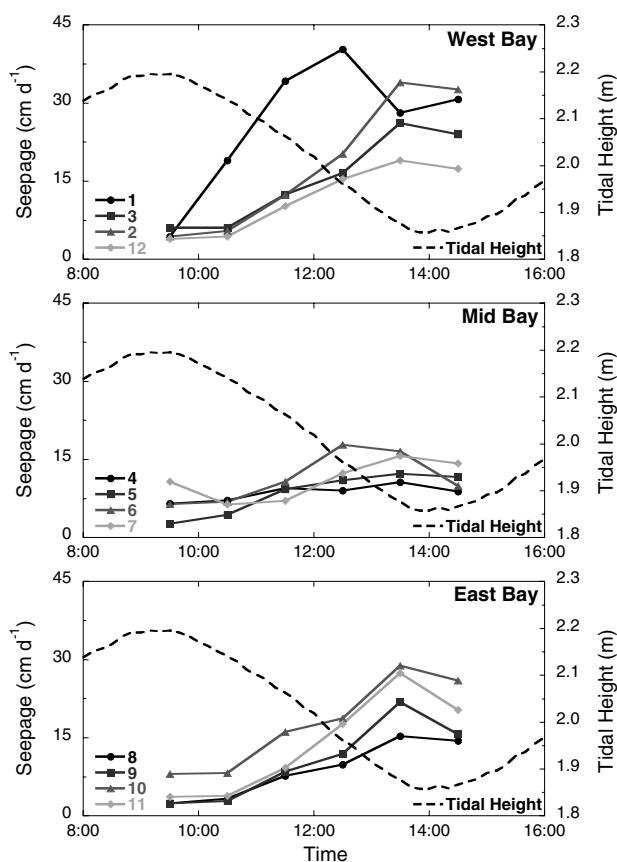 45
30
15
0
Seepage (cm d-1)
West Bay
1
3
2
12
Tidal Height
2.3
2.2
2.1
2.0
1.9
1.8
Tidal Height (m)
8:00 10:00 12:00 14:00 16:00
45
30
15
0
Seepage (cm d-1)
Mid Bay
4
5
6
7
Tidal Height
2.3
2.2
2.1
2.0
1.9
1.8
Tidal Height (m)
8:00 10:00 12:00 14:00 16:00
45
30
15
0
Seepage (cm d-1)
East Bay
8
9
10
11
Tidal Height
2.3
2.2
2.1
2.0
1.9
1.8
Tidal Height (m)
8:00 10:00 12:00 14:00 16:00
Time